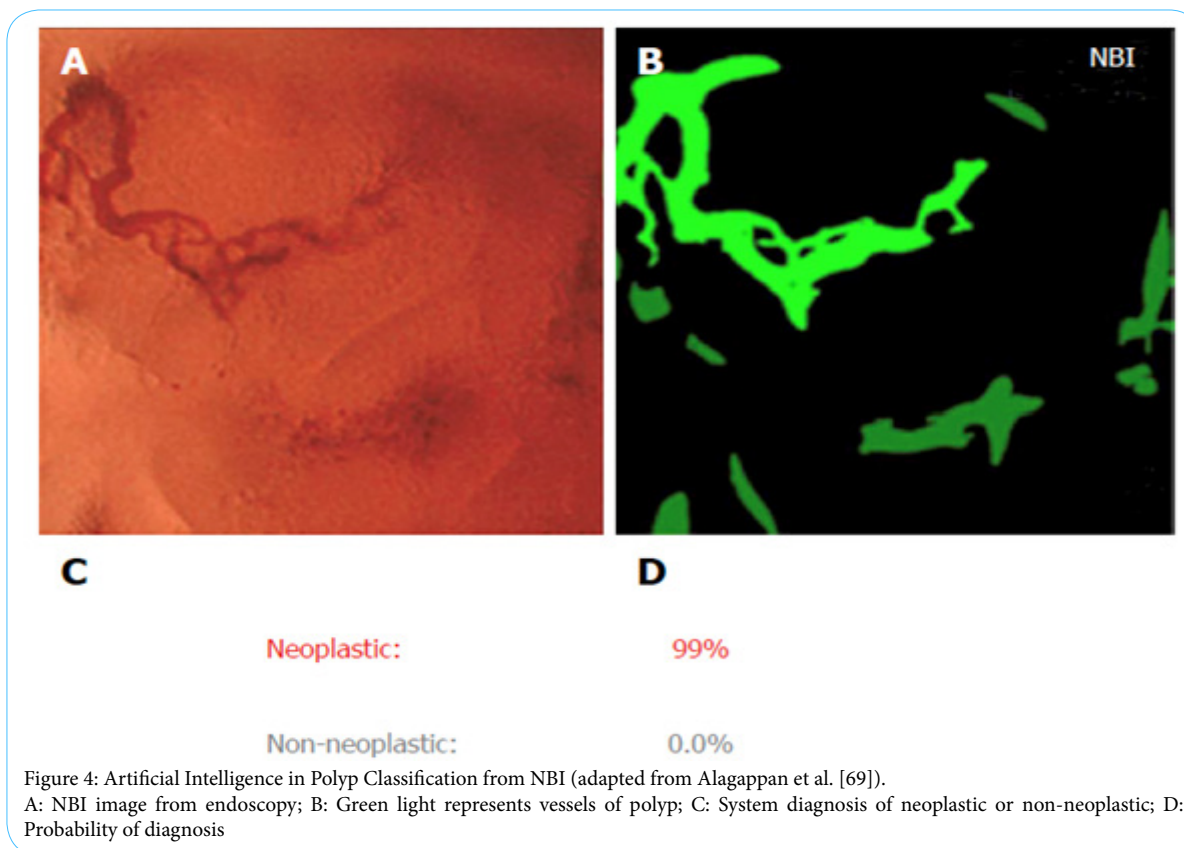 A
B
NBI
C
D
Neoplastic: 99%
Non-neoplastic: 0.0%
Figure 4: Artificial Intelligence in Polyp Classification from NBI (adapted from Alagappan et al. [69]).
A: NBI image from endoscopy; B: Green light represents vessels of polyp; C: System diagnosis of neoplastic or non-neoplastic; D:
Probability of diagnosis